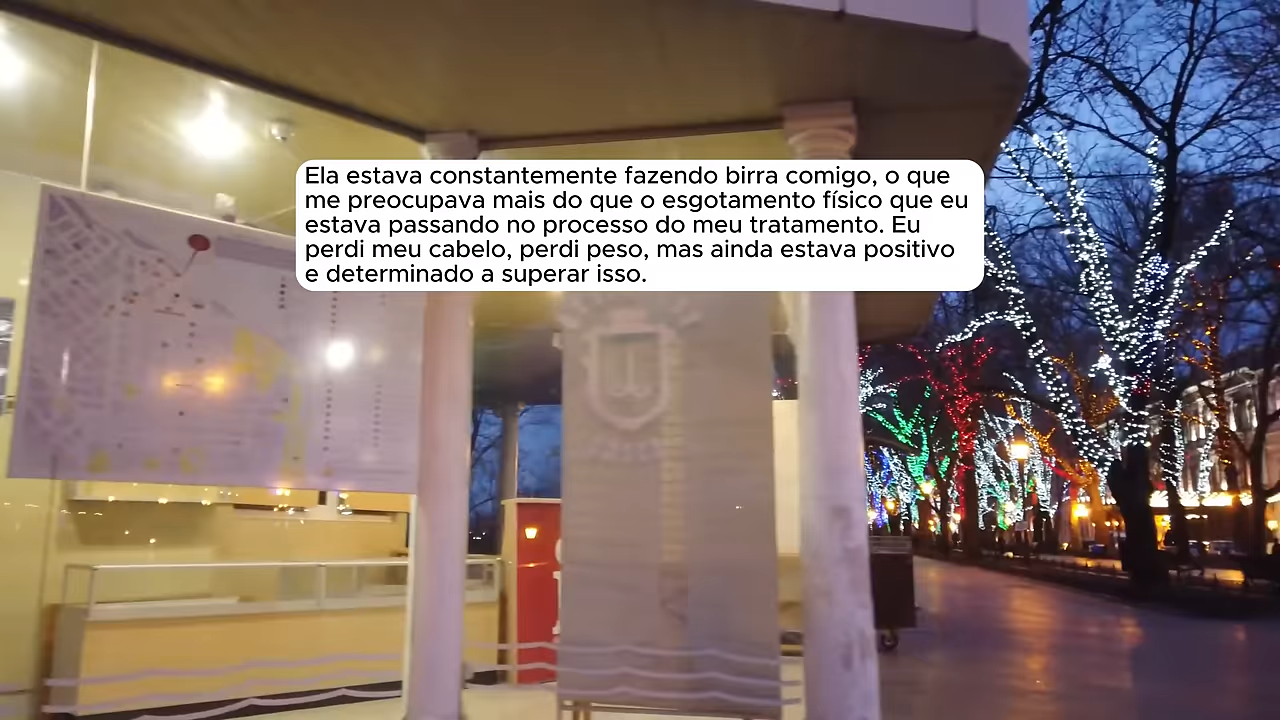 Ela estava constantemente fazendo birra comigo, o que
me preocupava mais do que o esgotamento físico que eu
estava passando no processo do meu tratamento. Eu
perdi meu cabelo, perdi peso, mas ainda estava positivo
e determinado a superar isso.